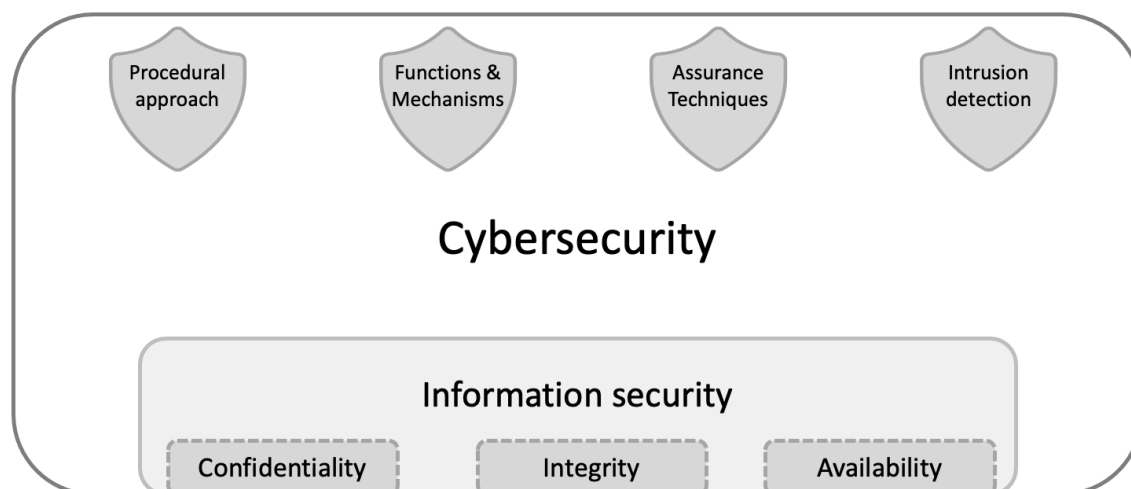 Procedural
approach
Functions &
Mechanisms
Assurance
Techniques
Intrusion
detection
Cybersecurity
Information security
Confidentiality
Integrity
Availability